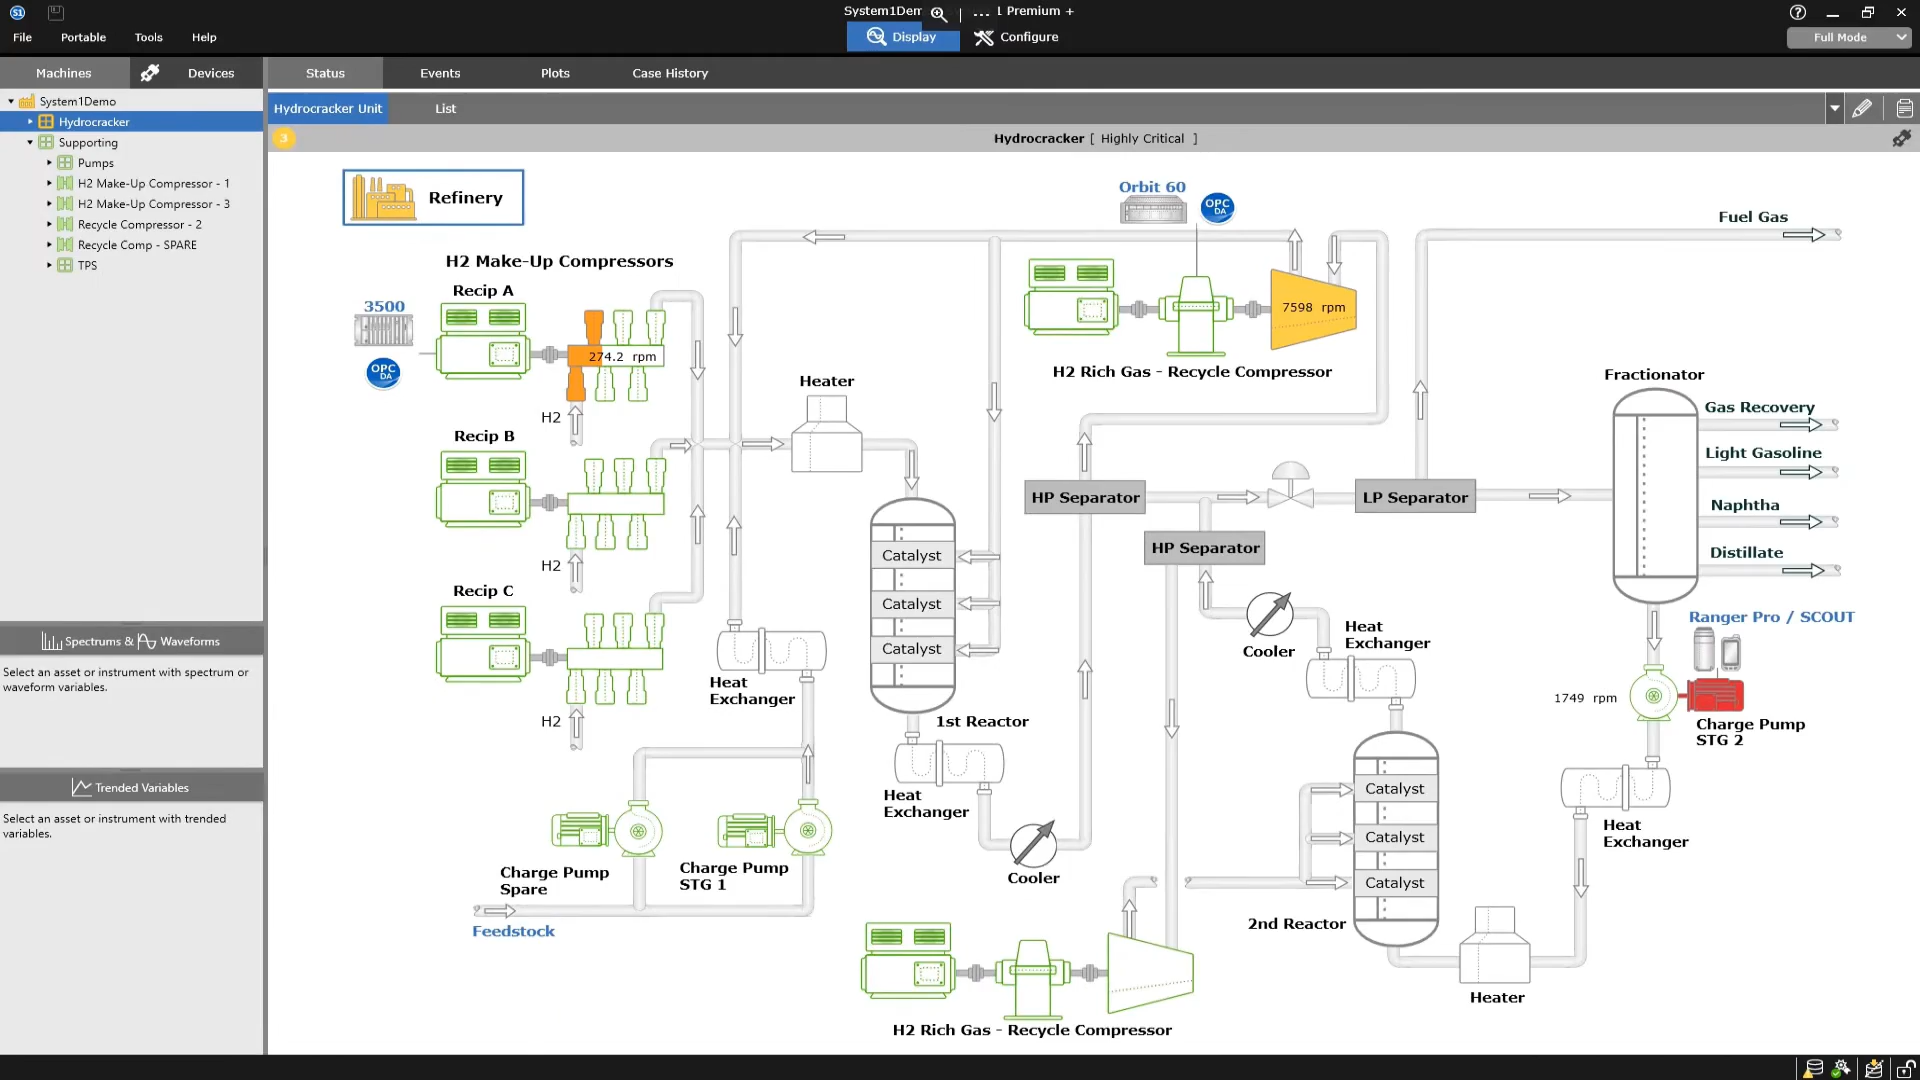 S1
System1Dem
1 Premium +
File
Portable
Tools
Help
Display
Configure
Full Mode
Machines
Devices
Status
Events
Plots
Case History
Hydrocracker Unit
List
3
Hydrocracker [ Highly Critical ]
System1Demo
Hydrocracker
Supporting
Pumps
H2 Make-Up Compressor - 1
H2 Make-Up Compressor - 3
Recycle Compressor - 2
Recycle Comp - SPARE
TPS
Spectrums & Waveforms
Select an asset or instrument with spectrum or
waveform variables.
Trended Variables
Select an asset or instrument with trended
variables.
Refinery
H2 Make-Up Compressors
Recip A
3500
OPC
DA
274.2 rpm
H2
Recip B
H2
Recip C
H2
Heater
Heat
Exchanger
Charge Pump
Spare
Charge Pump
STG 1
Feedstock
Catalyst
Catalyst
Catalyst
1st Reactor
Heat
Exchanger
Cooler
Orbit 60
OPC
DA
7598 rpm
H2 Rich Gas - Recycle Compressor
HP Separator
HP Separator
LP Separator
Cooler
Heat
Exchanger
Catalyst
Catalyst
Catalyst
2nd Reactor
H2 Rich Gas - Recycle Compressor
Fuel Gas
Fractionator
Gas Recovery
Light Gasoline
Naphtha
Distillate
Ranger Pro / SCOUT
1749 rpm
Charge Pump
STG 2
Heat
Exchanger
Heater